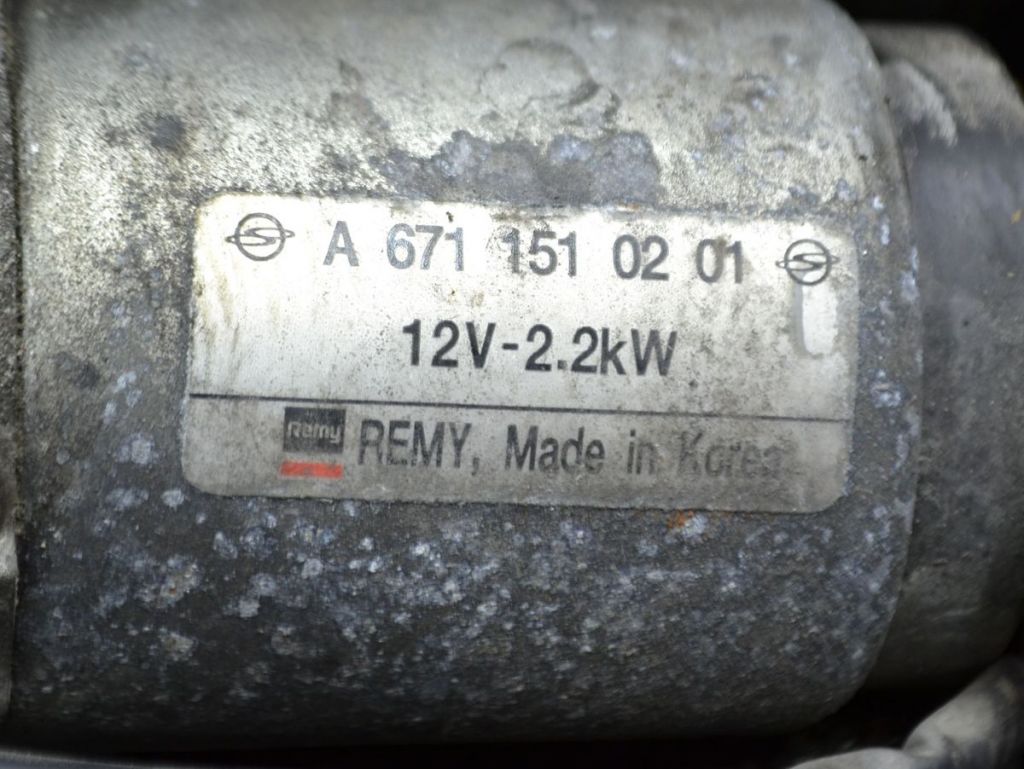 A 671 151 02 01
12V-2.2kW
Remy REMY, Made in Korea